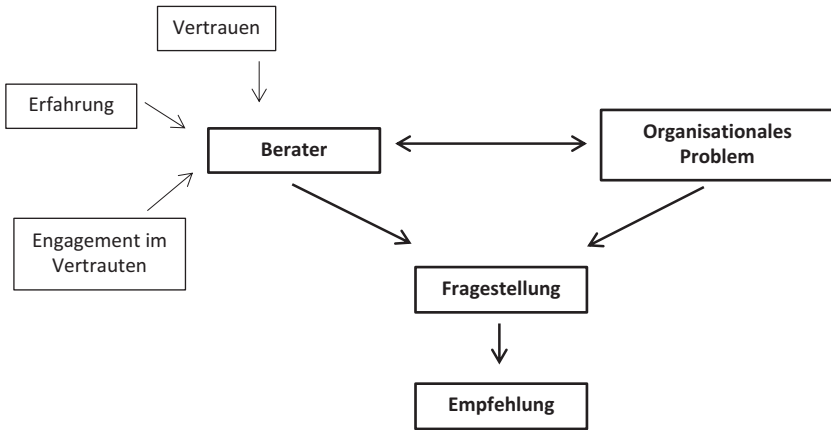 Vertrauen
Erfahrung
Berater
Organisationales
Problem
Engagement im
Vertrauten
Fragestellung
Empfehlung